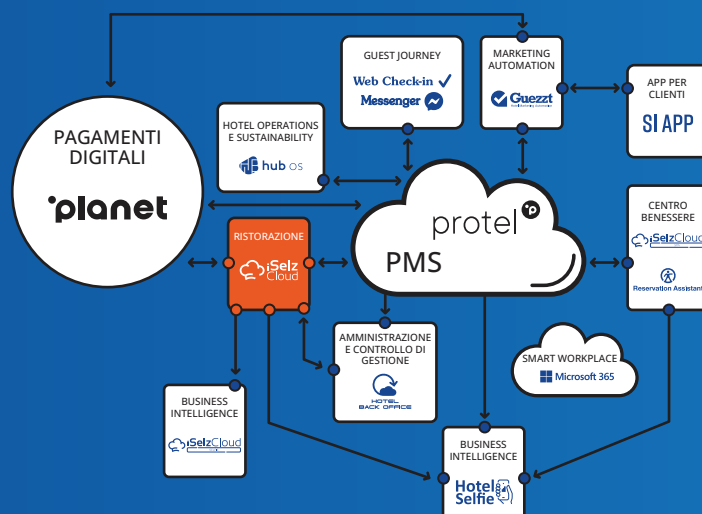 GUEST JOURNEY
Web Check-in
Messenger
MARKETING
AUTOMATION
Guezzt
APP PER
CLIENTI
SI APP
PAGAMENTI
DIGITALI
planet
HOTEL OPERATIONS
E SUSTAINABILITY
hub os
protel
PMS
CENTRO
BENESSERE
iSelzCloud
Reservation Assistant
RISTORAZIONE
iSelz
Cloud
AMMINISTRAZIONE
E CONTROLLO DI
GESTIONE
HOTEL
BACK OFFICE
SMART WORKPLACE
Microsoft 365
BUSINESS
INTELLIGENCE
iSelzCloud
BUSINESS
INTELLIGENCE
Hotel
Selfie